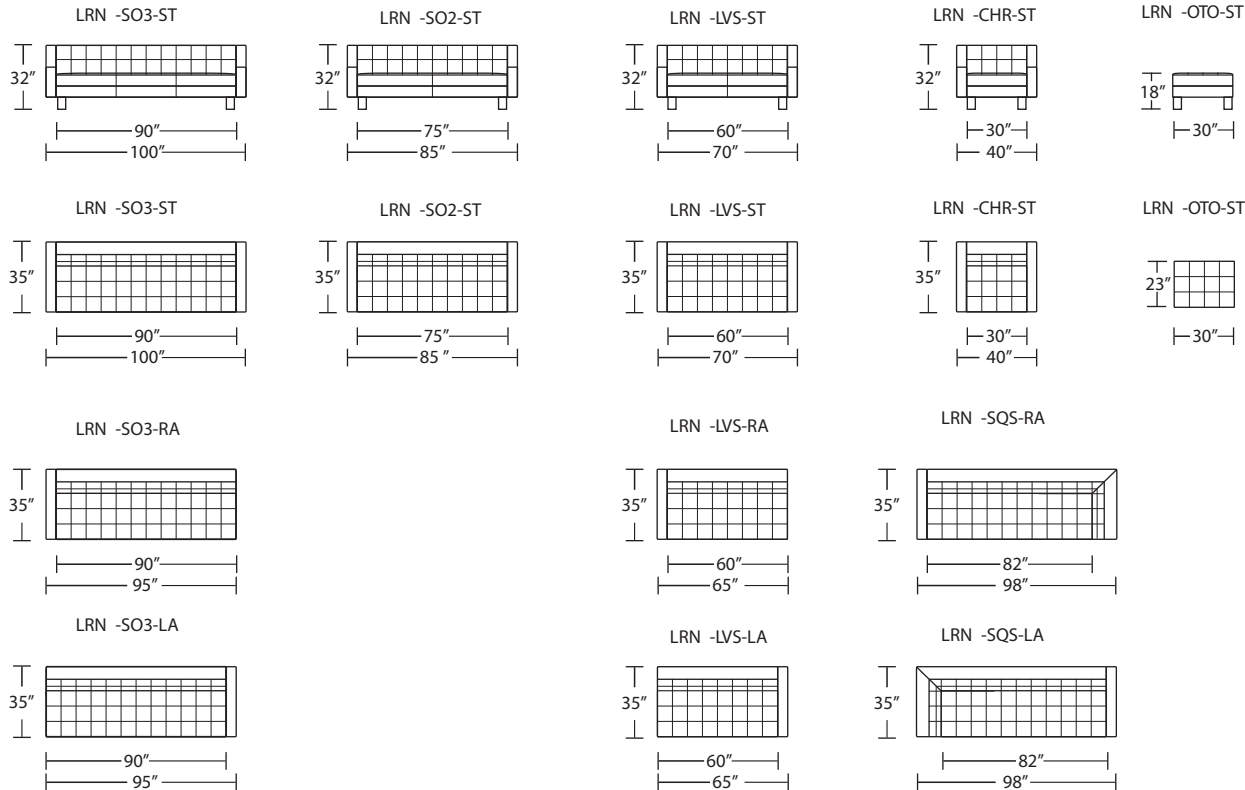 LRN -SO3-ST
LRN -SO2-ST
LRN -LVS-ST
LRN -CHR-ST
LRN -OTO-ST
32”
32”
32”
32”
18”
90”
75”
60”
30”
30”
100”
85”
70”
40”
LRN -SO3-ST
LRN -SO2-ST
LRN -LVS-ST
LRN -CHR-ST
LRN -OTO-ST
35”
35”
35”
35”
23”
90”
75”
60”
30”
30”
100”
85 ”
70”
40”
LRN -SO3-RA
LRN -LVS-RA
LRN -SQS-RA
35”
35”
35”
90”
60”
82”
95”
65”
98”
LRN -SO3-LA
LRN -LVS-LA
LRN -SQS-LA
35”
35”
35”
90”
60”
82”
95”
65”
98”